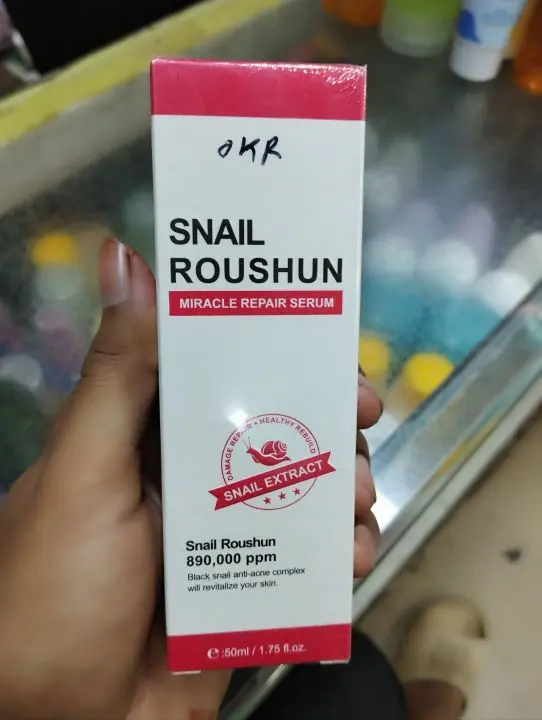 JKR
SNAIL
ROUSHUN
MIRACLE REPAIR SERUM
DAMAGE REPAIR • HEALTHY REBUILD
SNAIL EXTRACT
Snail Roushun
890,000 ppm
Black snail anti-acne complex
will revitalize your skin.
e:50ml / 1.75 fl.oz.